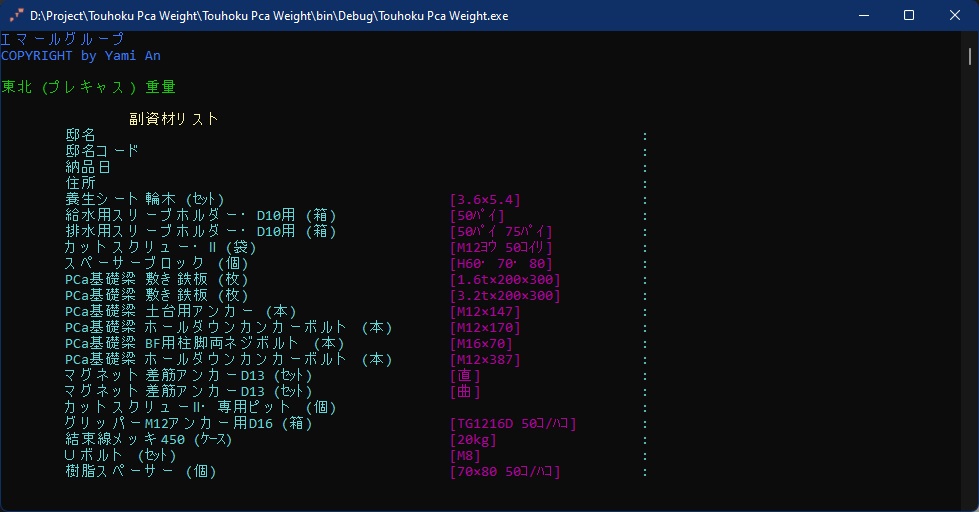 D:\Project\Touhoku Pca Weight\Touhoku Pca Weight\bin\Debug\Touhoku Pca Weight.exe
エマールグループ
COPYRIGHT by Yami An
東北 (プレキャス) 重量
副資材リスト
邸名 :
邸名コード :
納品日 :
住所 :
養生シート輪木 (ｾｯﾄ) [3.6×5.4] :
給水用スリーブホルダー・ D10用 (箱) [50ﾊﾟｲ] :
排水用スリーブホルダー・ D10用 (箱) [50ﾊﾟｲ 75ﾊﾟｲ] :
カットスクリュー・Ⅱ (袋) [M12ﾖｳ 50ｺｲﾘ] :
スペーサーブロック (個) [H60・ 70・ 80] :
PCa基礎梁 敷き鉄板 (枚) [1.6t×200×300] :
PCa基礎梁 敷き鉄板 (枚) [3.2t×200×300] :
PCa基礎梁 土台用アンカー (本) [M12×147] :
PCa基礎梁 ホールダウンカンカーボルト (本) [M12×170] :
PCa基礎梁 BF用柱脚両ネジボルト (本) [M16×70] :
PCa基礎梁 ホールダウンカンカーボルト (本) [M12×387] :
マグネット差筋アンカーD13 (ｾｯﾄ) [直] :
マグネット差筋アンカーD13 (ｾｯﾄ) [曲] :
カットスクリューⅡ・ 専用ピット (個) :
グリッパーM12アンカー用D16 (箱) [TG1216D 50ｺ/ﾊｺ] :
結束線メッキ450 (ｹｰｽ) [20kg] :
Uボルト (ｾｯﾄ) [M8] :
樹脂スペーサー (個) [70×80 50ｺ/ﾊｺ] :